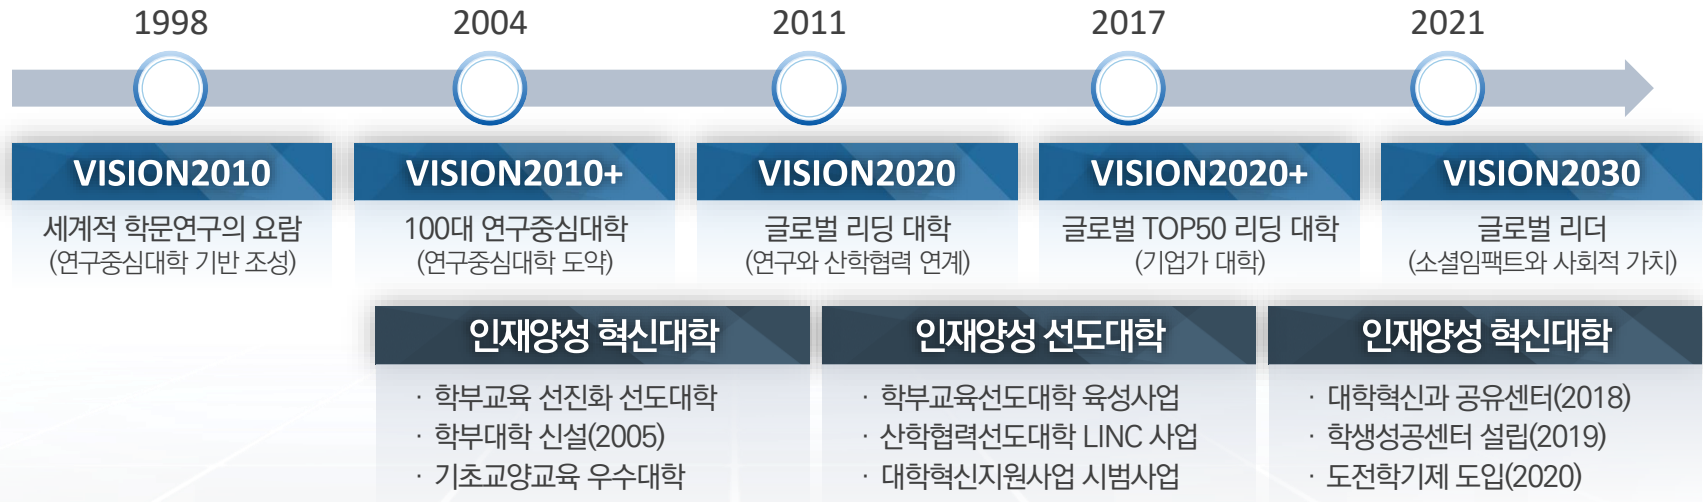 1998
2004
2011
2017
2021
VISION2010
VISION2010+
VISION2020
VISION2020+
VISION2030
세계적 학문연구의 요람
(연구중심대학 기반 조성)
100대 연구중심대학
(연구중심대학 도약)
글로벌 리딩 대학
(연구와 산학협력 연계)
글로벌 TOP50 리딩 대학
(기업가 대학)
글로벌 리더
(소셜임팩트와 사회적 가치)
인재양성 혁신대학
· 학부교육 선진화 선도대학
· 학부대학 신설(2005)
· 기초교양교육 우수대학
인재양성 선도대학
· 학부교육선도대학 육성사업
· 산학협력선도대학 LINC 사업
· 대학혁신지원사업 시범사업
인재양성 혁신대학
· 대학혁신과 공유센터(2018)
· 학생성공센터 설립(2019)
· 도전학기제 도입(2020)